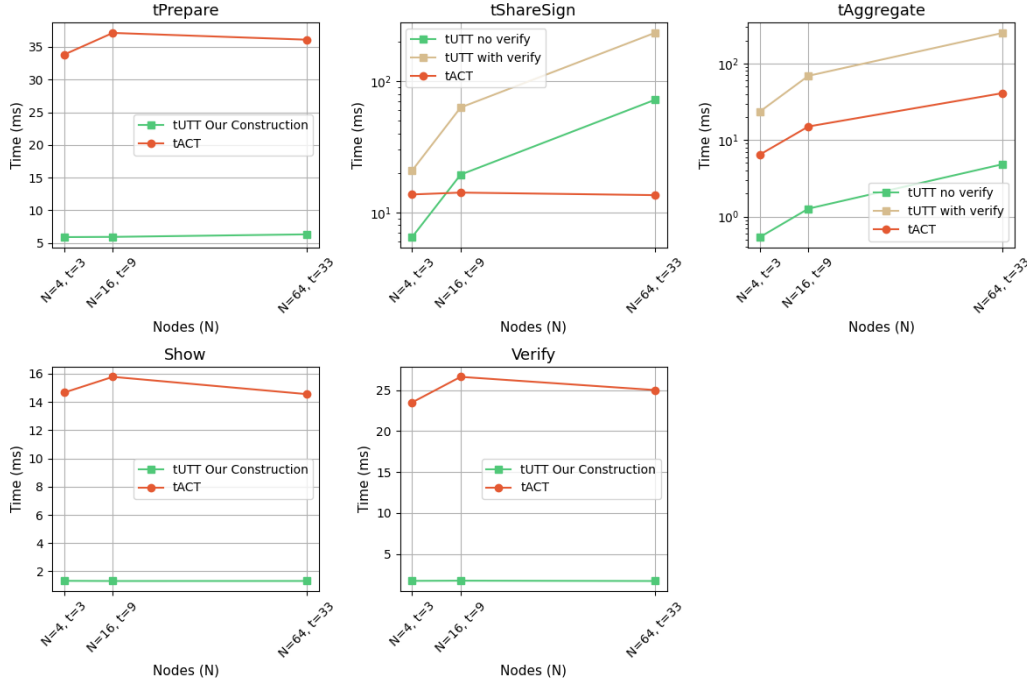 tPrepare
Time (ms)
35
30
25
20
15
10
5
tUTT Our Construction
tACT
N=4, t=3
N=16, t=9
N=64, t=33
Nodes (N)
tShareSign
Time (ms)
10²
10¹
tUTT no verify
tUTT with verify
tACT
N=4, t=3
N=16, t=9
N=64, t=33
Nodes (N)
tAggregate
Time (ms)
10²
10¹
10⁰
tUTT no verify
tUTT with verify
tACT
N=4, t=3
N=16, t=9
N=64, t=33
Nodes (N)
Show
Time (ms)
16
14
12
10
8
6
4
2
tUTT Our Construction
tACT
N=4, t=3
N=16, t=9
N=64, t=33
Nodes (N)
Verify
Time (ms)
25
20
15
10
5
tUTT Our Construction
tACT
N=4, t=3
N=16, t=9
N=64, t=33
Nodes (N)